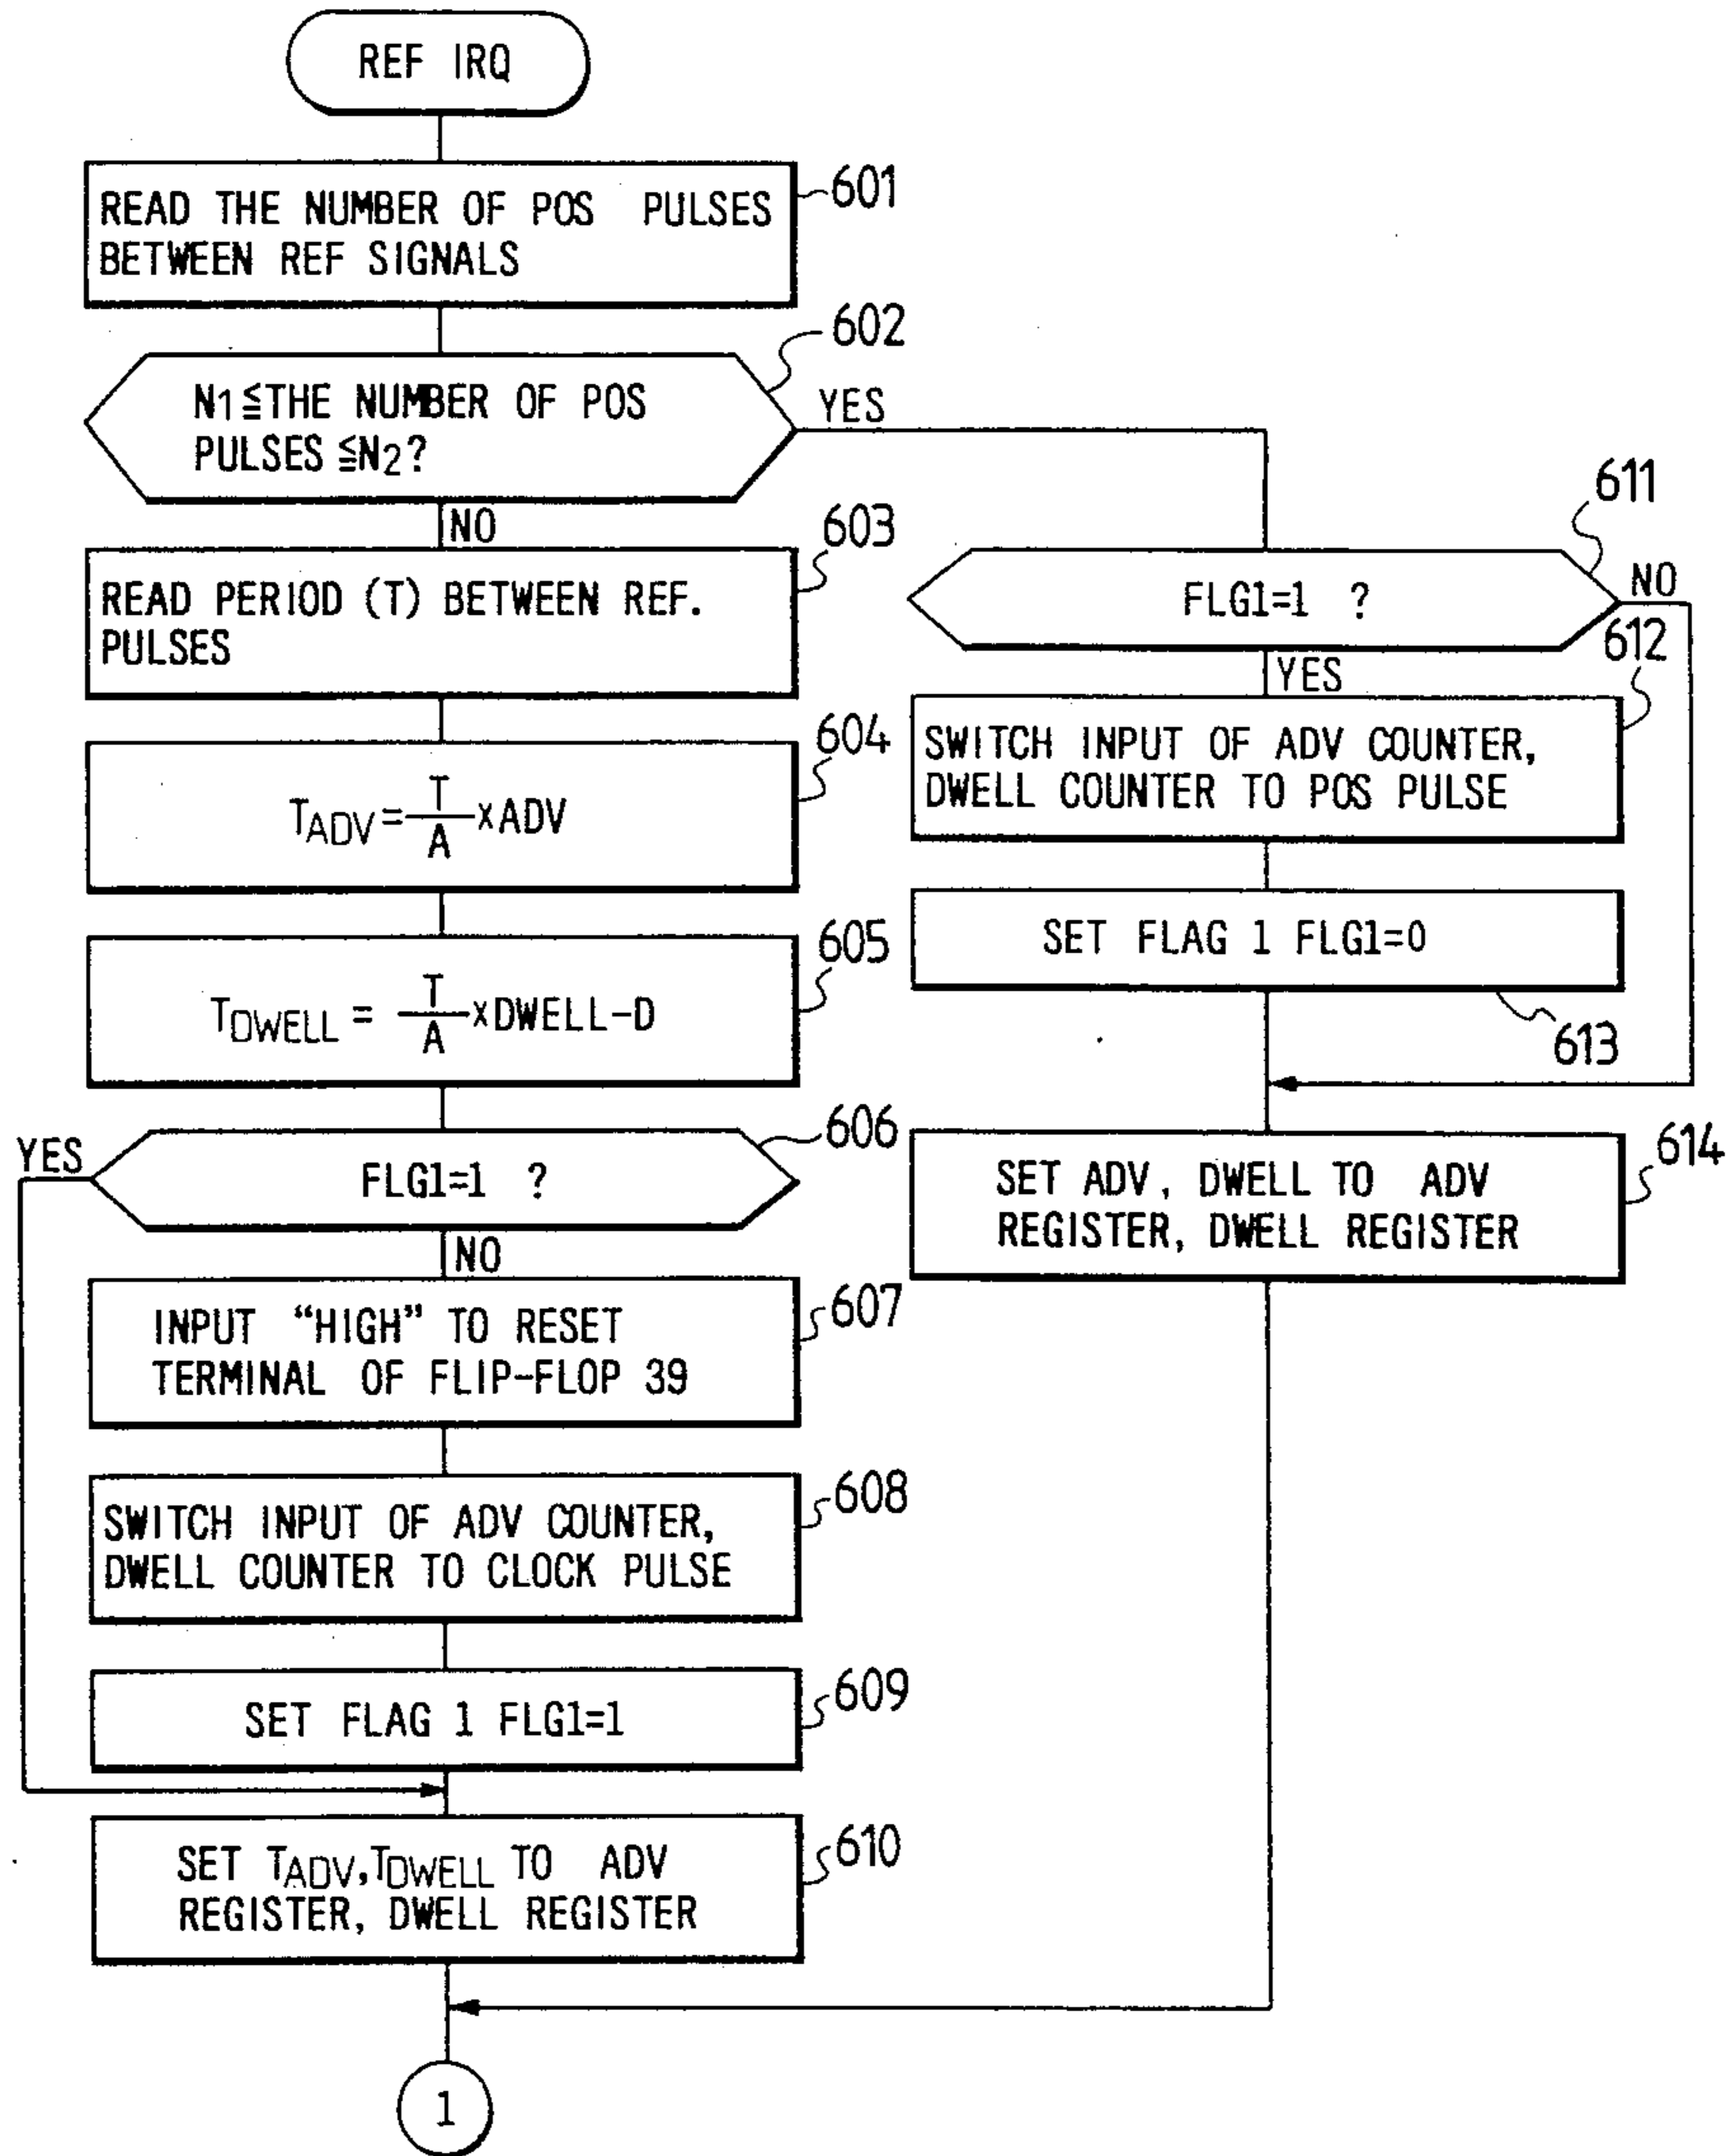 REF IRQ
READ THE NUMBER OF POS PULSES
BETWEEN REF SIGNALS
601
N1≦THE NUMBER OF POS
PULSES ≦N2?
602
YES
NO
READ PERIOD (T) BETWEEN REF.
PULSES
603
TADV=T/A×ADV
604
TDWELL = T/A×DWELL-D
605
FLG1=1 ?
606
YES
NO
INPUT “HIGH” TO RESET
TERMINAL OF FLIP-FLOP 39
607
SWITCH INPUT OF ADV COUNTER,
DWELL COUNTER TO CLOCK PULSE
608
SET FLAG 1 FLG1=1
609
SET TADV,TDWELL TO ADV
REGISTER, DWELL REGISTER
610
FLG1=1 ?
611
NO
YES
SWITCH INPUT OF ADV COUNTER,
DWELL COUNTER TO POS PULSE
612
SET FLAG 1 FLG1=0
613
SET ADV, DWELL TO ADV
REGISTER, DWELL REGISTER
614
1